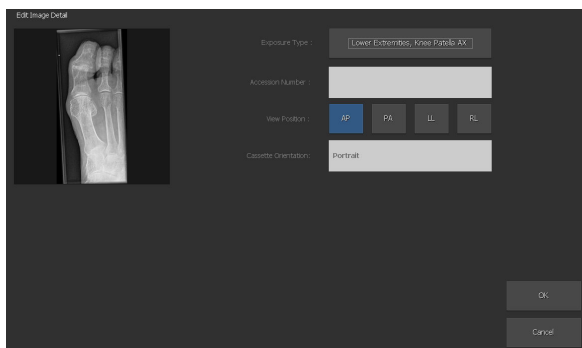 Edit Image Detail
Exposure Type :
Lower Extremities, Knee Patella AX
Accession Number :
View Position :
AP
PA
LL
RL
Cassette Orientation:
Portrait
OK
Cancel